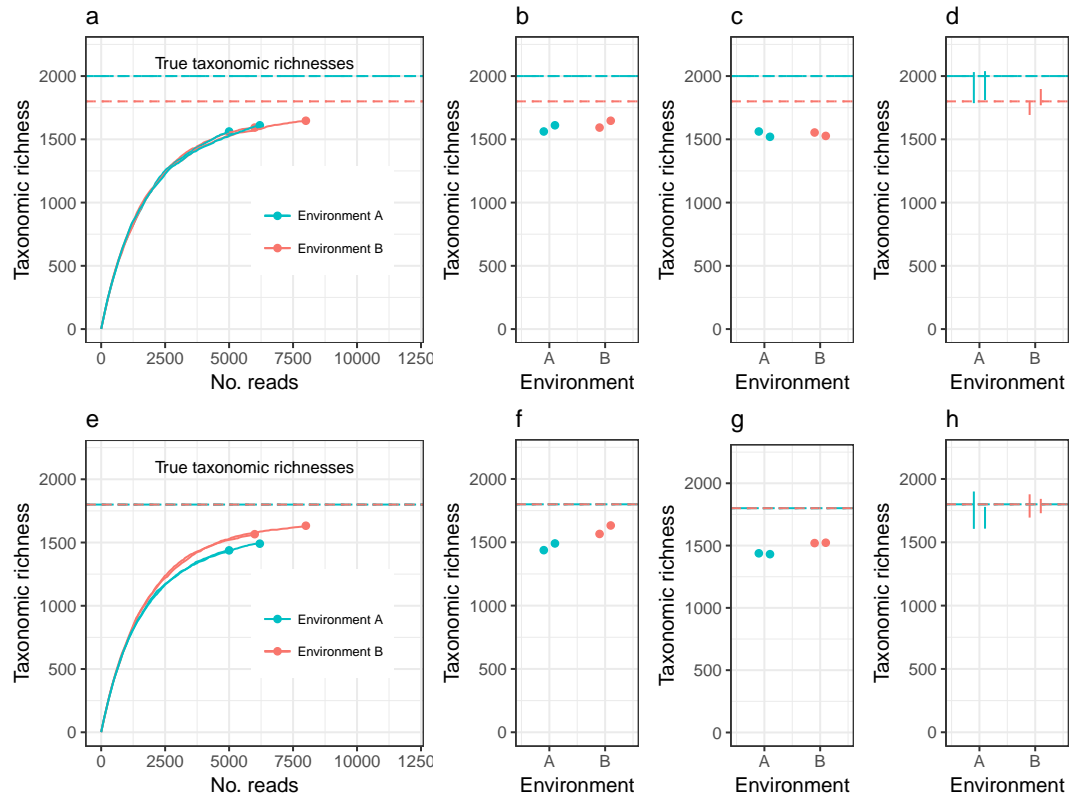 a
b
c
d
Taxonomic richness
2000
1500
1000
500
0
True taxonomic richnesses
Environment A
Environment B
0
2500
5000
7500
10000
1250
No. reads
Taxonomic richness
2000
1500
1000
500
0
A
B
Environment
Taxonomic richness
2000
1500
1000
500
0
A
B
Environment
Taxonomic richness
2000
1500
1000
500
0
A
B
Environment
e
f
g
h
Taxonomic richness
2000
1500
1000
500
0
True taxonomic richnesses
Environment A
Environment B
0
2500
5000
7500
10000
1250
No. reads
Taxonomic richness
2000
1500
1000
500
0
A
B
Environment
Taxonomic richness
2000
1500
1000
500
0
A
B
Environment
Taxonomic richness
2000
1500
1000
500
0
A
B
Environment